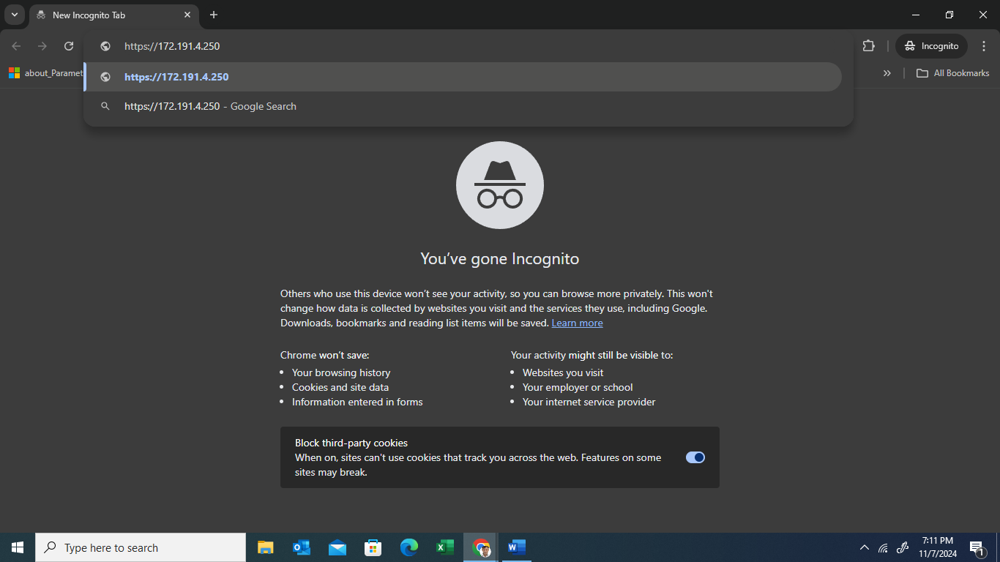 New Incognito Tab
https://172.191.4.250
Incognito
about_Paramet
All Bookmarks
https://172.191.4.250
https://172.191.4.250 - Google Search
You've gone Incognito
Others who use this device won't see your activity, so you can browse more privately. This won't
change how data is collected by websites you visit and the services they use, including Google.
Downloads, bookmarks and reading list items will be saved. Learn more
Chrome won't save:
Your browsing history
Cookies and site data
Information entered in forms
Your activity might still be visible to:
Websites you visit
Your employer or school
Your internet service provider
Block third-party cookies
When on, sites can't use cookies that track you across the web. Features on some
sites may break.
Type here to search
7:11 PM
11/7/2024
1